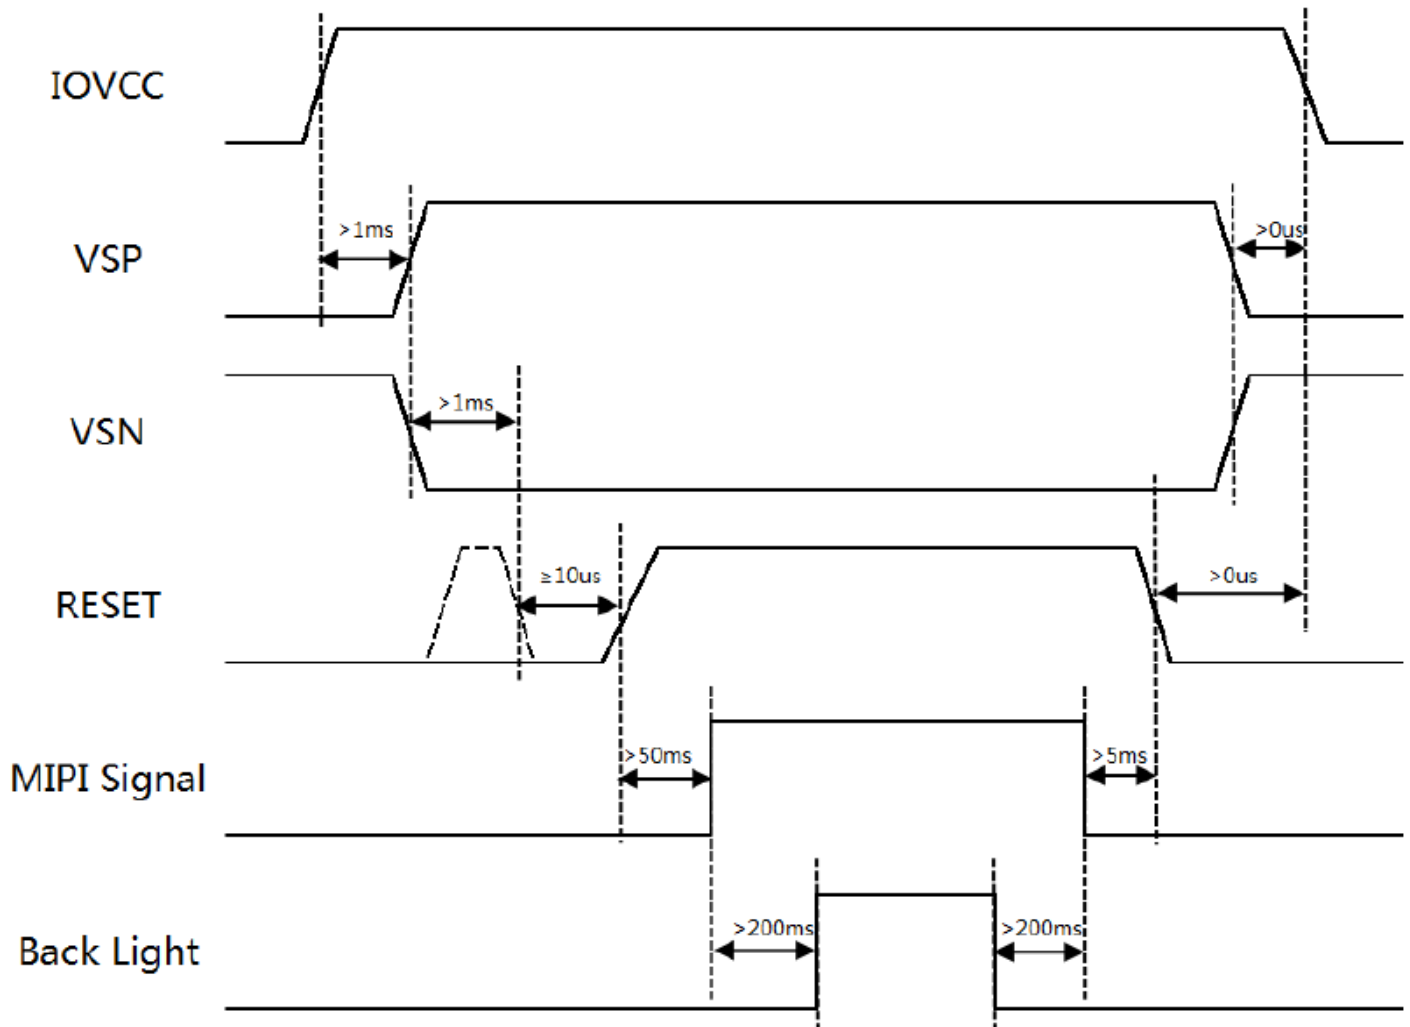 IOVCC
VSP
>1ms
>0us
VSN
>1ms
RESET
≥10us
>0us
MIPI Signal
>50ms
>5ms
Back Light
>200ms
>200ms